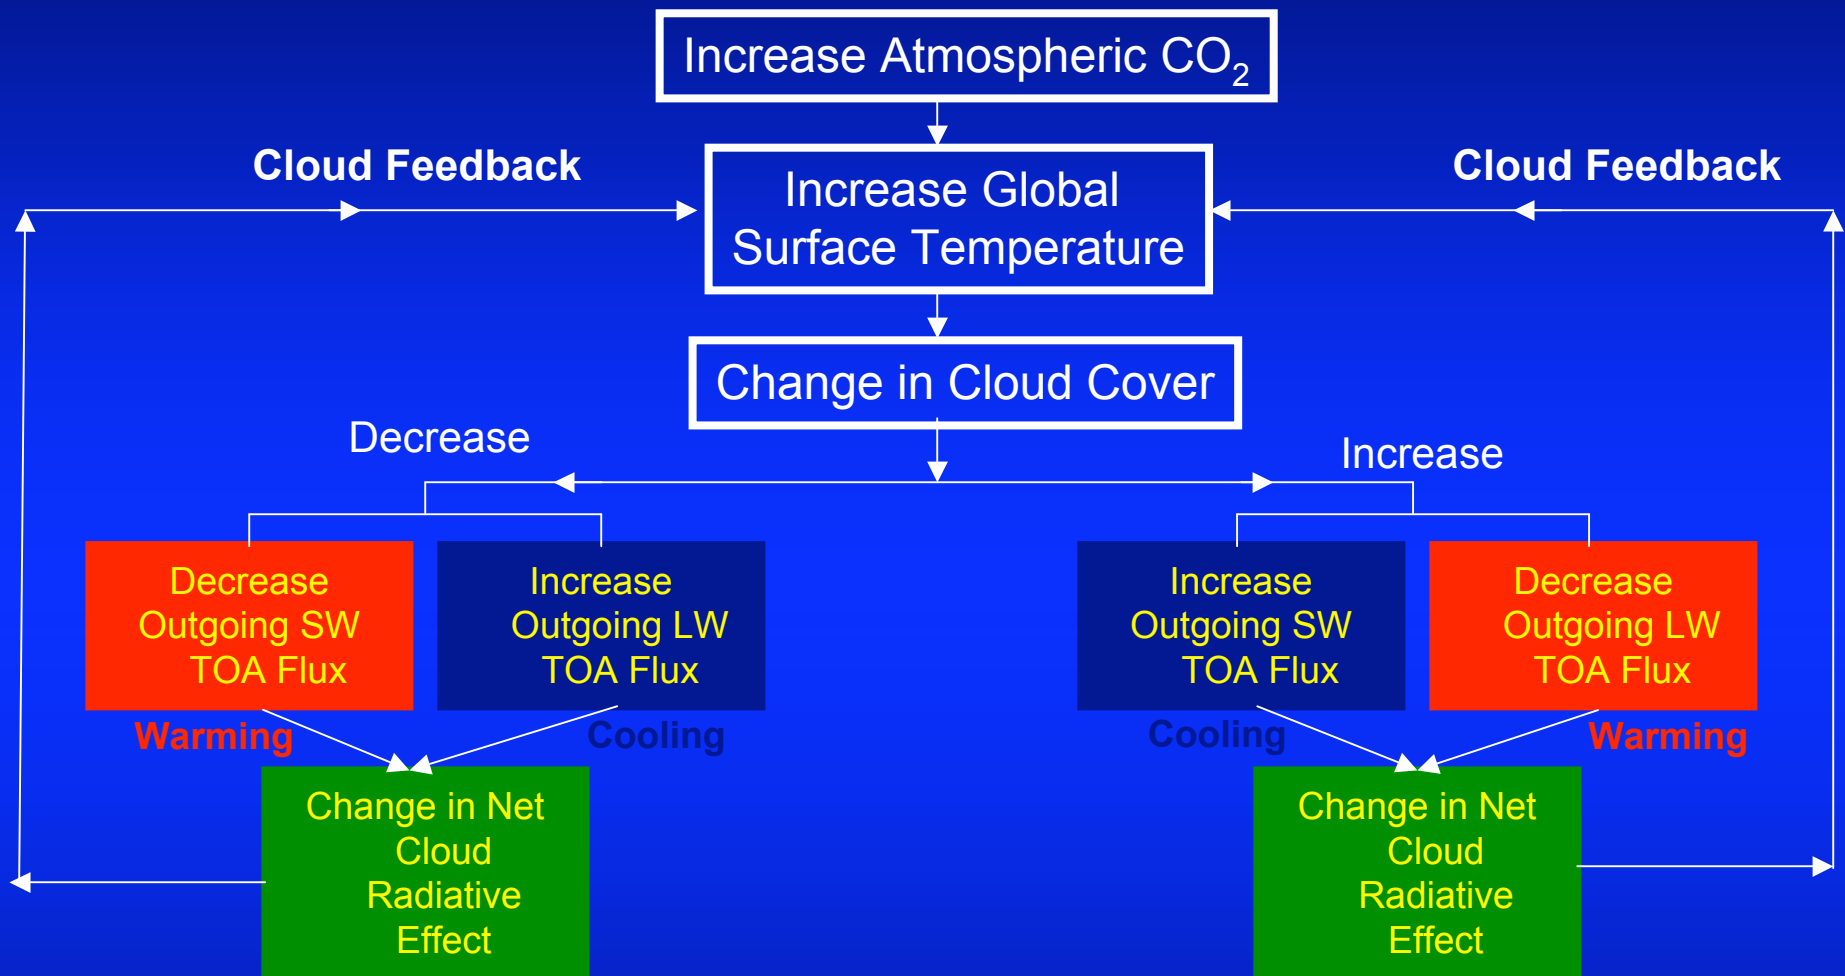 Increase Atmospheric CO₂
Cloud Feedback
Cloud Feedback
Increase Global
Surface Temperature
Change in Cloud Cover
Decrease
Increase
Decrease
Outgoing SW
TOA Flux
Increase
Outgoing LW
TOA Flux
Increase
Outgoing SW
TOA Flux
Decrease
Outgoing LW
TOA Flux
Warming
Cooling
Cooling
Warming
Change in Net
Cloud
Radiative
Effect
Change in Net
Cloud
Radiative
Effect